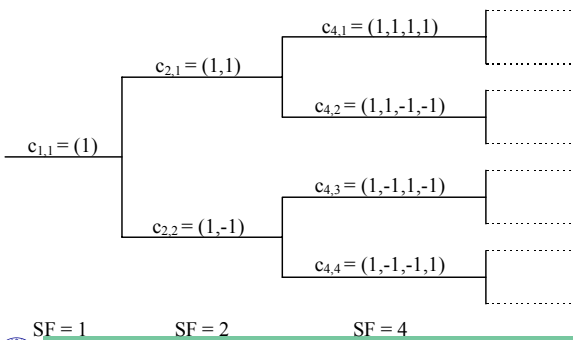 c4,1 = (1,1,1,1)
c2,1 = (1,1)
c4,2 = (1,1,-1,-1)
c1,1 = (1)
c4,3 = (1,-1,1,-1)
c2,2 = (1,-1)
c4,4 = (1,-1,-1,1)
SF = 1 SF = 2 SF = 4